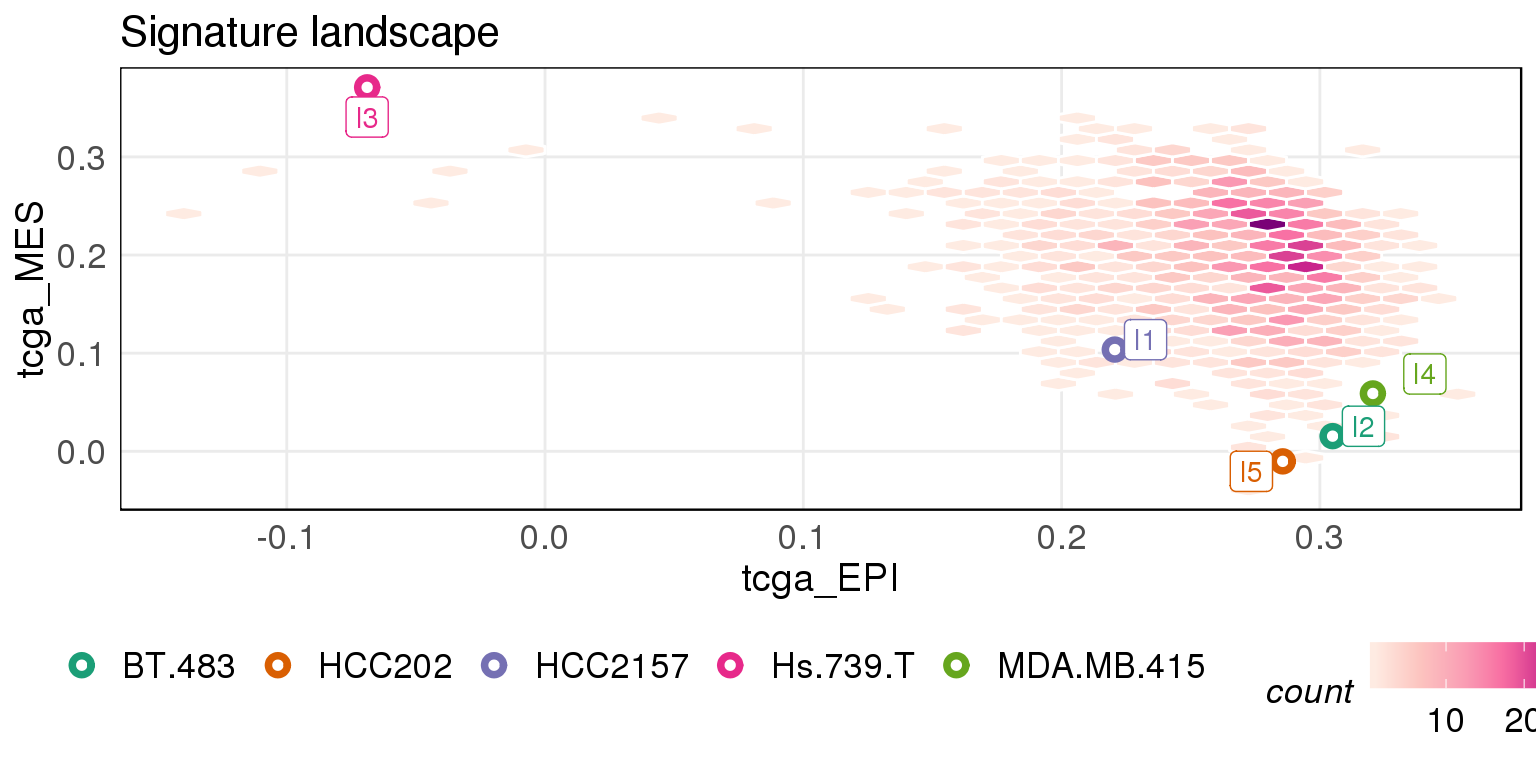 Signature landscape
l3
0.3
0.2
0.1
0.0
tcga_MES
l1
l4
l2
l5
-0.1 0.0 0.1 0.2 0.3
tcga_EPI
BT.483 HCC202 HCC2157 Hs.739.T MDA.MB.415
count
10 20